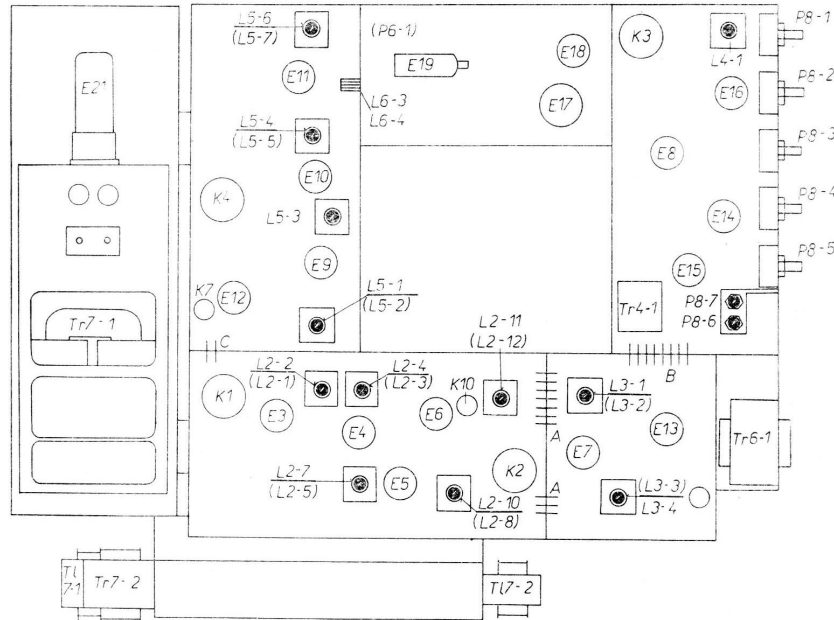 L5-6
(L5-7)
(P6-1)
K3
P8-1
L4-1
E18
E19
E21
E11
P8-2
E16
L6-3
L6-4
E17
L5-4
(L5-5)
P8-3
E8
E10
K4
P8-4
L5-3
E14
P8-5
E9
E15
K7
E12
L5-1
(L5-2)
Tr4-1
P8-7
P8-6
Tr7-1
L2-11
(L2-12)
C
L2-2
(L2-1)
L2-4
(L2-3)
B
K1
K10
L3-1
(L3-2)
E3
E6
E4
A
E13
Tr6-1
E7
K2
L2-7
(L2-5)
E5
A
(L3-3)
L3-4
L2-10
(L2-8)
Tl
7-1
Tr7-2
Tl7-2